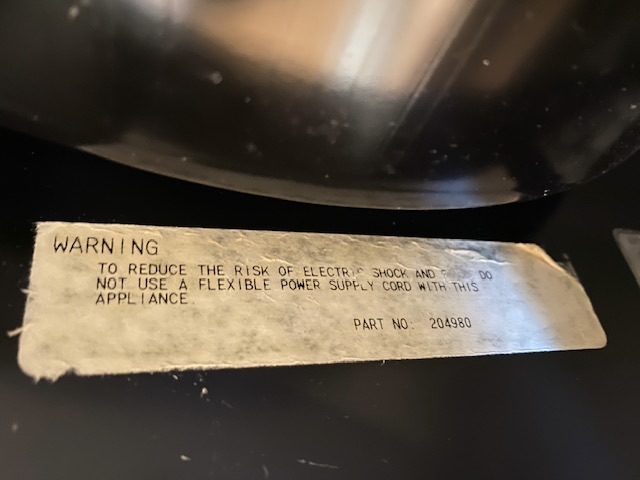 WARNING
TO REDUCE THE RISK OF ELECTRIC SHOCK AND DO
NOT USE A FLEXIBLE POWER SUPPLY CORD WITH THIS
APPLIANCE.
PART NO. 204980